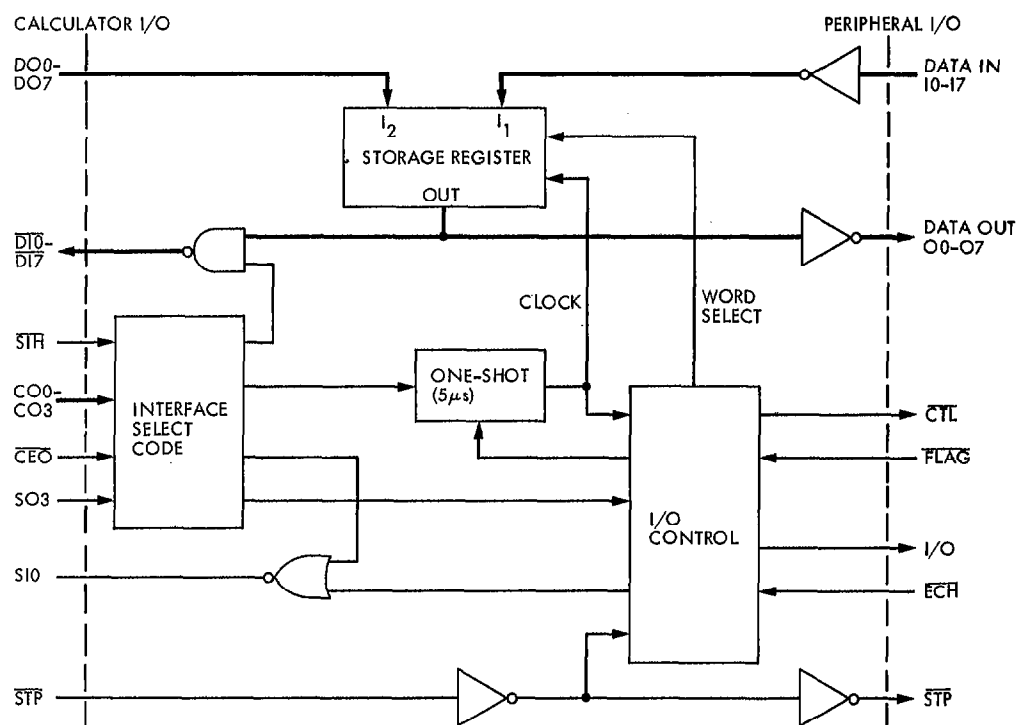 CALCULATOR I/O
PERIPHERAL I/O
DO0-
DO7
DATA IN
I0-I7
I2
I1
STORAGE REGISTER
OUT
DI0-
DI7
DATA OUT
O0-O7
CLOCK
WORD
SELECT
STH
CO0-
CO3
INTERFACE
SELECT
CODE
ONE-SHOT
(5μs)
CTL
CEO
FLAG
SO3
I/O
CONTROL
SI0
I/O
ECH
STP
STP